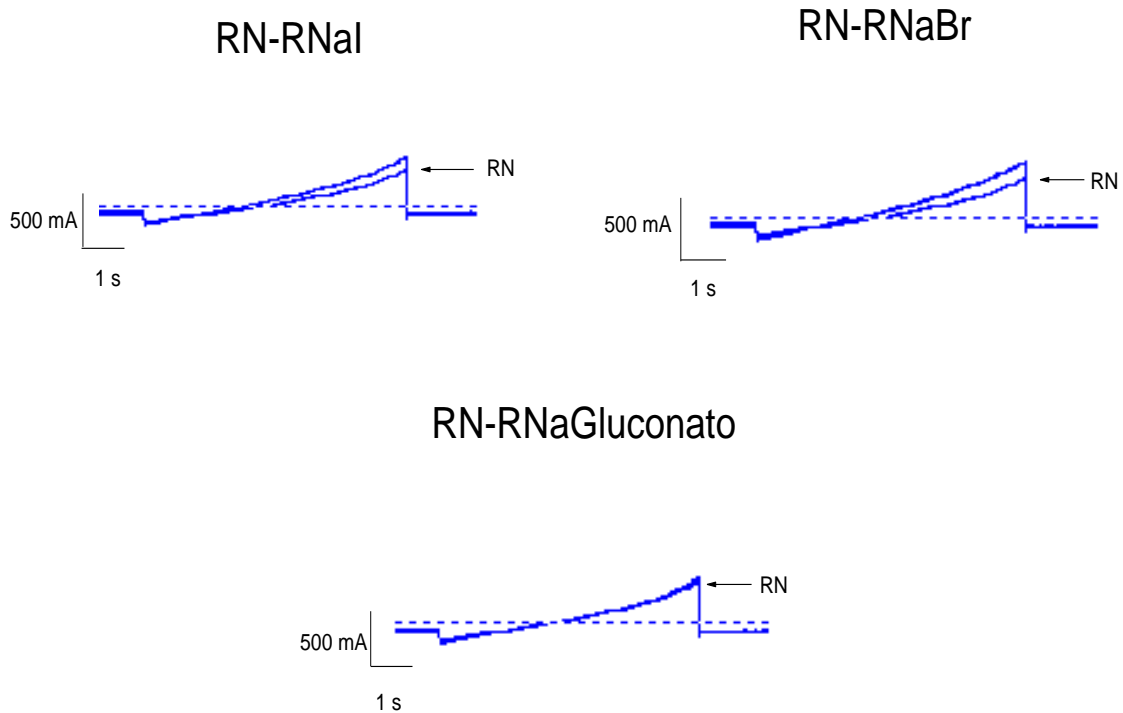 RN-RNaI
RN-RNaBr
RN
500 mA
1 s
RN
500 mA
1 s
RN-RNaGluconato
RN
500 mA
1 s